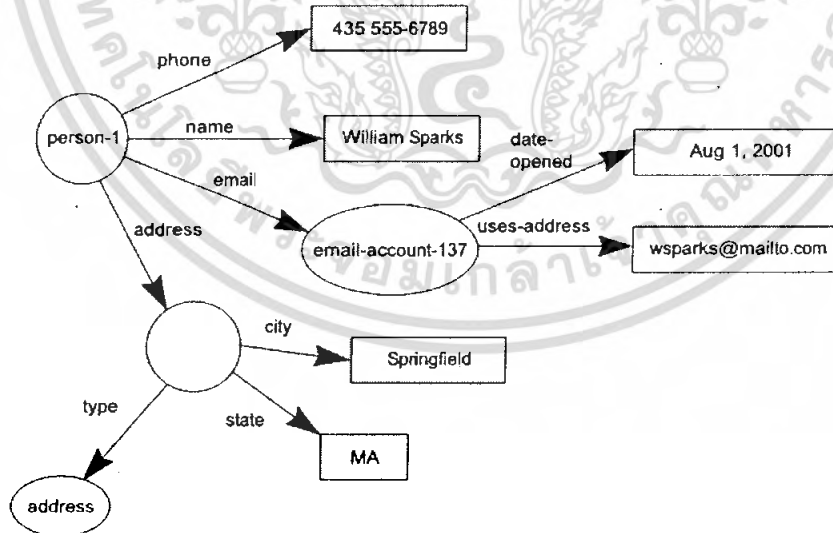 435 555-6789
phone
person-1
name
William Sparks
date-
opened
Aug 1, 2001
email
address
email-account-137
uses-address
wsparks@mailto.com
city
Springfield
type
state
MA
address